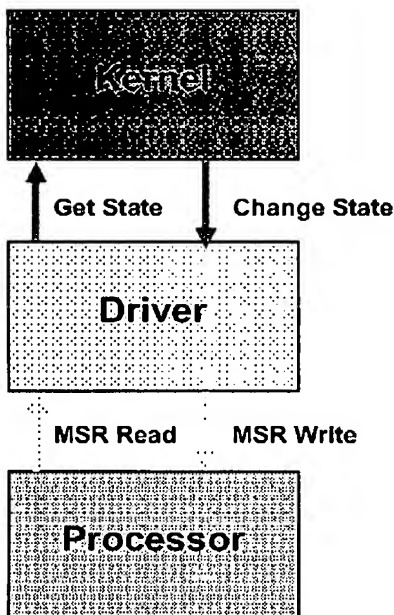 Kernel
Get State
Change State
Driver
MSR Read
MSR Write
Processor